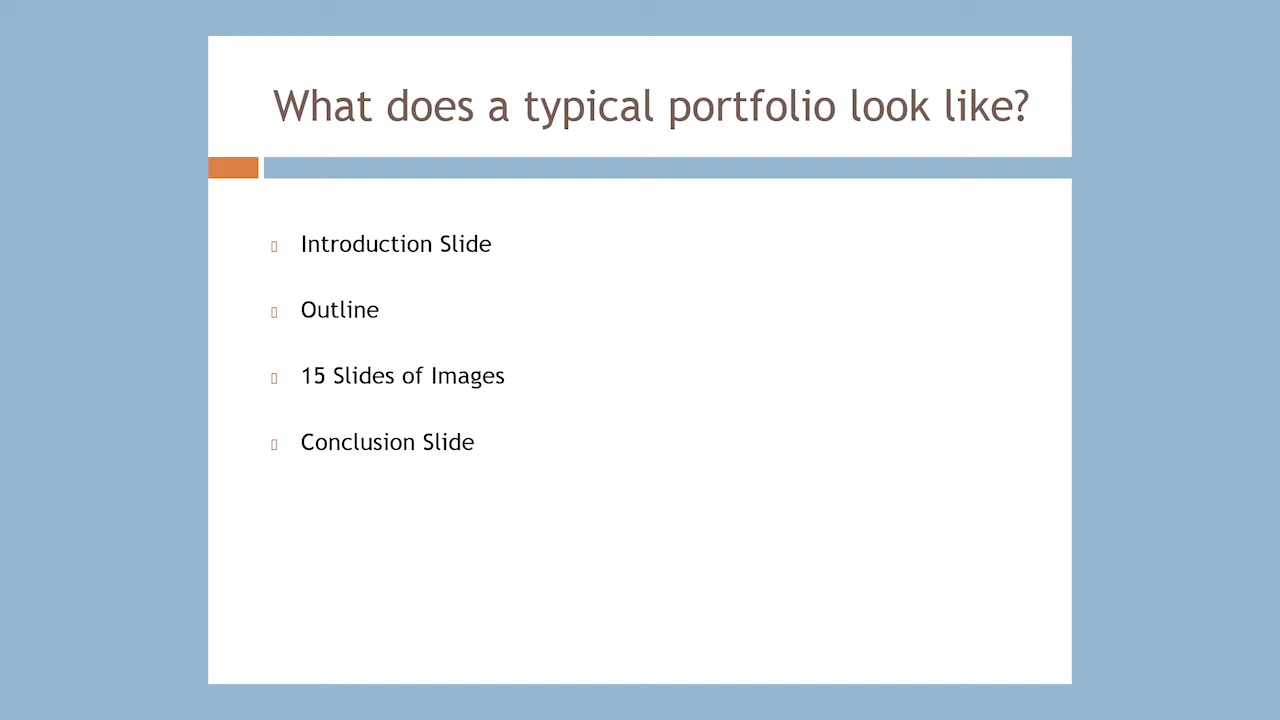 What does a typical portfolio look like?
Introduction Slide
Outline
15 Slides of Images
Conclusion Slide